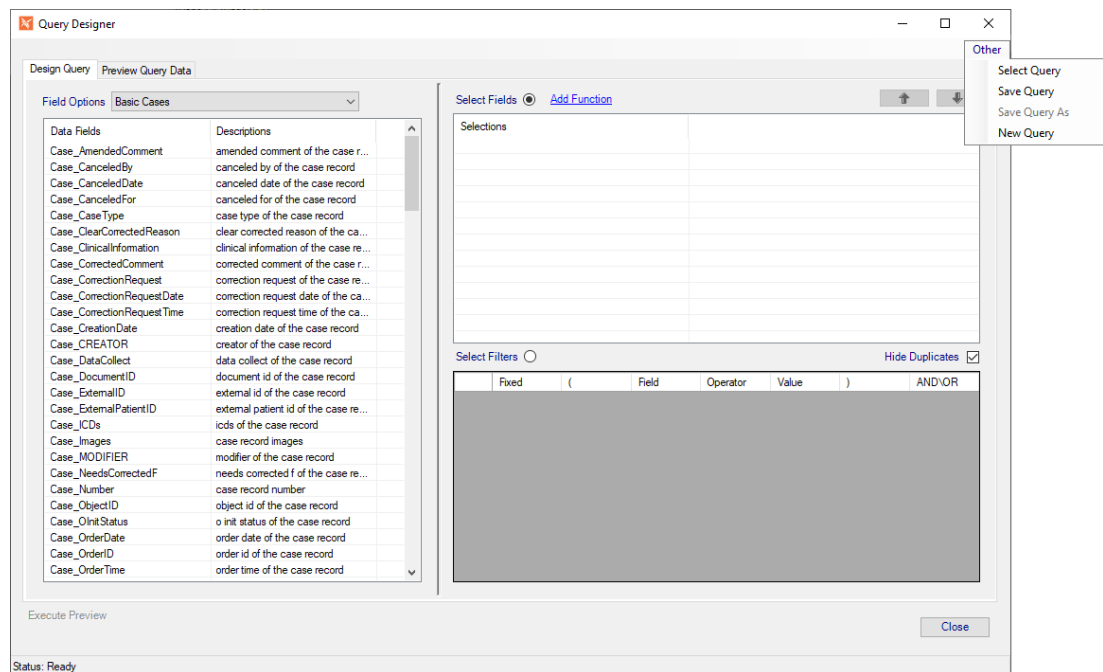 Query Designer
Other
Select Query
Save Query
Save Query As
New Query
Design Query Preview Query Data
Field Options Basic Cases
Data Fields Descriptions
Case_AmendedComment amended comment of the case r...
Case_CanceledBy canceled by of the case record
Case_CanceledDate canceled date of the case record
Case_CanceledFor canceled for of the case record
Case_CaseType case type of the case record
Case_ClearCorrectedReason clear corrected reason of the ca...
Case_ClinicalInformation clinical information of the case re...
Case_CorrectedComment corrected comment of the case r...
Case_CorrectionRequest correction request of the case re...
Case_CorrectionRequestDate correction request date of the ca...
Case_CorrectionRequestTime correction request time of the ca...
Case_CreationDate creation date of the case record
Case_CREATOR creator of the case record
Case_DataCollect data collect of the case record
Case_DocumentID document id of the case record
Case_ExternalID external id of the case record
Case_ExternalPatientID external patient id of the case re...
Case_ICDs icds of the case record
Case_Images case record images
Case_MODIFIER modifier of the case record
Case_NeedsCorrectedF needs corrected f of the case re...
Case_Number case record number
Case_ObjectID object id of the case record
Case_OInitStatus o init status of the case record
Case_OrderDate order date of the case record
Case_OrderID order id of the case record
Case_OrderTime order time of the case record
Select Fields Add Function
Selections
Select Filters Hide Duplicates
Fixed ( Field Operator Value ) AND\OR
Execute Preview
Close
Status: Ready